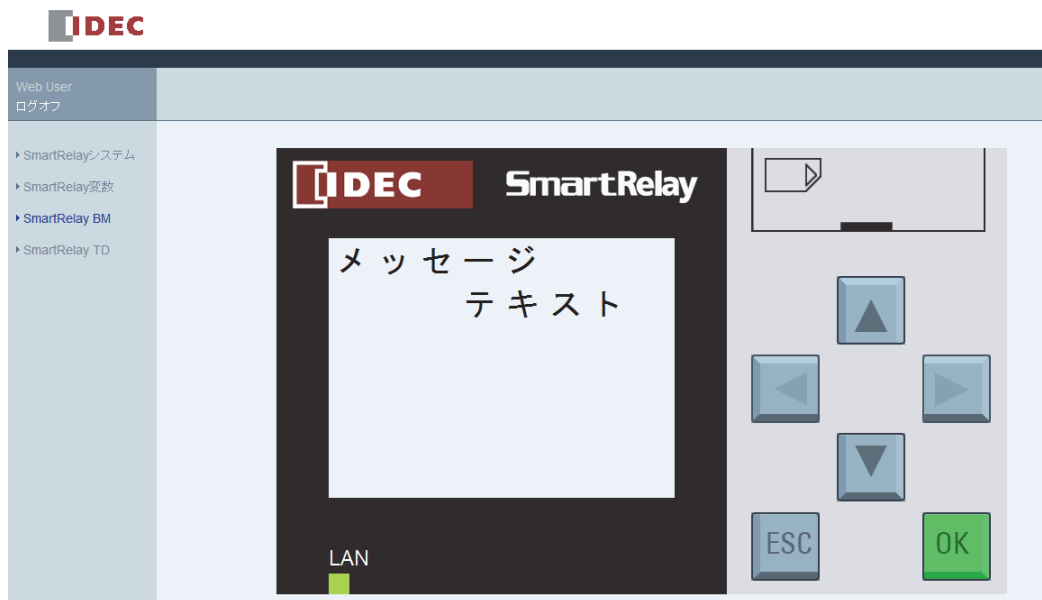 IDEC
Web User
ログオフ
SmartRelayシステム
SmartRelay変数
SmartRelay BM
SmartRelay TD
IDEC SmartRelay
メッセージ
テキスト
LAN
ESC
OK